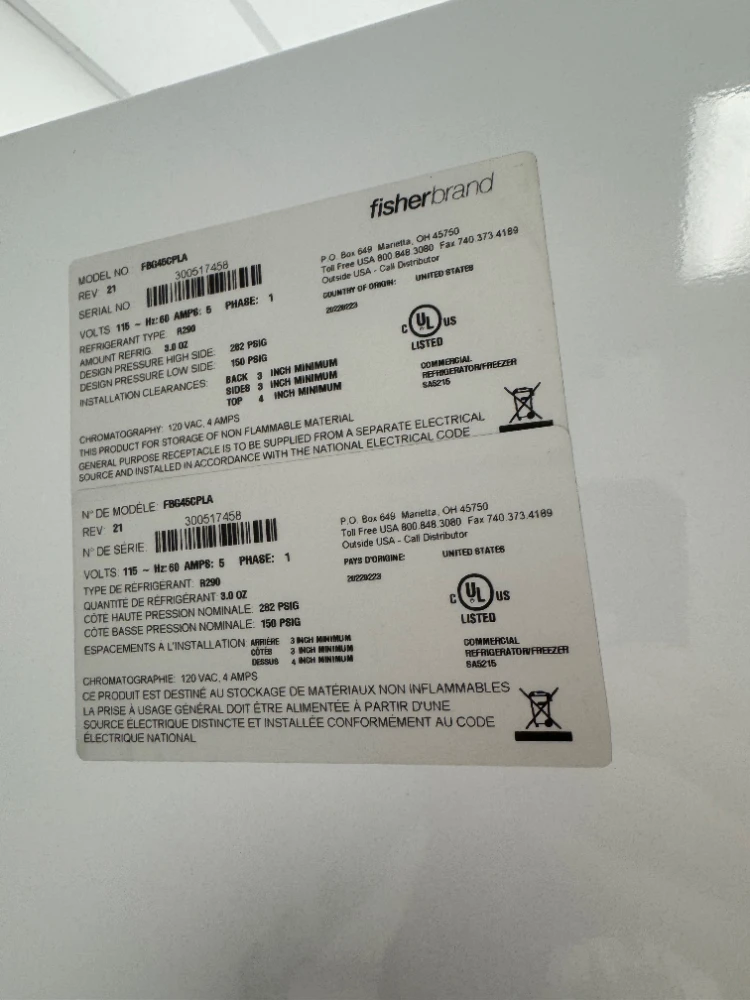 fisherbrand
MODEL NO FBG45CPLA
REV 21
SERIAL NO 300517458
VOLTS 115 ~ Hz: 60 AMPS: 5 PHASE: 1
REFRIGERANT TYPE R290
AMOUNT REFRIG. 3.0 OZ
DESIGN PRESSURE HIGH SIDE: 282 PSIG
DESIGN PRESSURE LOW SIDE: 150 PSIG
INSTALLATION CLEARANCES: BACK 3 INCH MINIMUM
SIDES 3 INCH MINIMUM
TOP 4 INCH MINIMUM
P.O. Box 649 Marietta, OH 45750
Toll Free USA 800.848.3080 Fax 740.373.4189
Outside USA - Call Distributor
COUNTRY OF ORIGIN: UNITED STATES
20220223
C UL US
LISTED
COMMERCIAL
REFRIGERATOR/FREEZER
SA5215
CHROMATOGRAPHY: 120 VAC, 4 AMPS
THIS PRODUCT FOR STORAGE OF NON FLAMMABLE MATERIAL
GENERAL PURPOSE RECEPTACLE IS TO BE SUPPLIED FROM A SEPARATE ELECTRICAL
SOURCE AND INSTALLED IN ACCORDANCE WITH THE NATIONAL ELECTRICAL CODE
N° DE MODÈLE: FBG45CPLA
REV: 21
N° DE SÉRIE: 300517458
VOLTS: 115 ~ Hz: 60 AMPS: 5 PHASE: 1
TYPE DE RÉFRIGERANT: R290
QUANTITE DE RÉFRIGÉRANT 3.0 OZ
CÔTE HAUTE PRESSION NOMINALE: 282 PSIG
CÔTE BASSE PRESSION NOMINALE: 150 PSIG
ESPACEMENTS A L'INSTALLATION ARRIÈRE 3 INCH MINIMUM
CÔTÉS 3 INCH MINIMUM
DESSUS 4 INCH MINIMUM
P.O. Box 649 Marietta, OH 45750
Toll Free USA 800.848.3080 Fax 740.373.4189
Outside USA - Call Distributor
PAYS D'ORIGINE: UNITED STATES
20220223
C UL US
LISTED
COMMERCIAL
REFRIGERATOR/FREEZER
SA5215
CHROMATOGRAPHIE: 120 VAC, 4 AMPS
CE PRODUIT EST DESTINÉ AU STOCKAGE DE MATÉRIAUX NON INFLAMMABLES
LA PRISE À USAGE GÉNÉRAL DOIT ÊTRE ALIMENTÉE À PARTIR D'UNE
SOURCE ÉLECTRIQUE DISTINCTE ET INSTALLÉE CONFORMÉMENT AU CODE
ÉLECTRIQUE NATIONAL